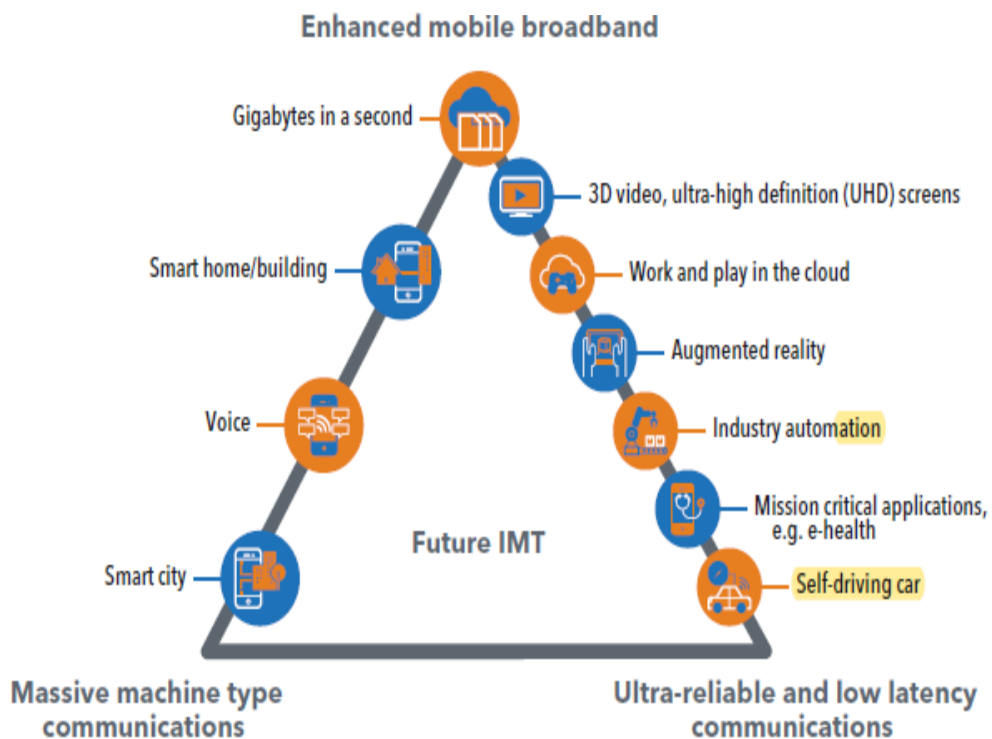 Enhanced mobile broadband
Gigabytes in a second
3D video, ultra-high definition (UHD) screens
Smart home/building
Work and play in the cloud
Augmented reality
Voice
Industry automation
Mission critical applications,
e.g. e-health
Future IMT
Smart city
Self-driving car
Massive machine type
communications
Ultra-reliable and low latency
communications